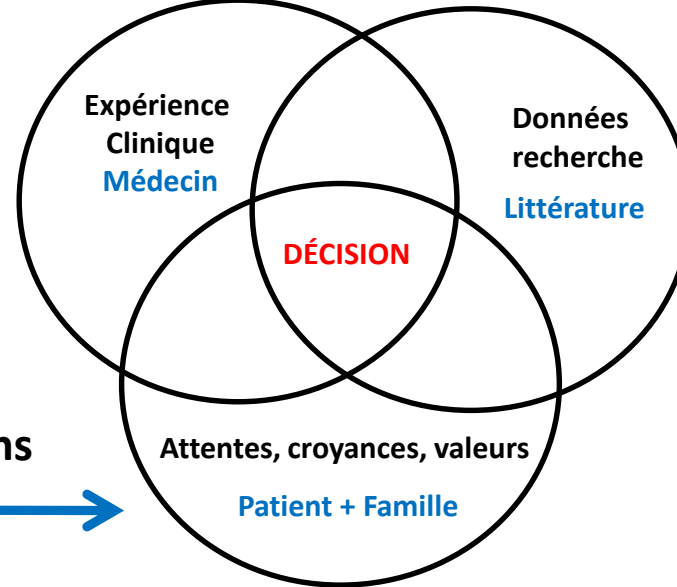 Expérience
Clinique
Médecin
Données
recherche
Littérature
DÉCISION
Attentes, croyances, valeurs
Patient + Famille